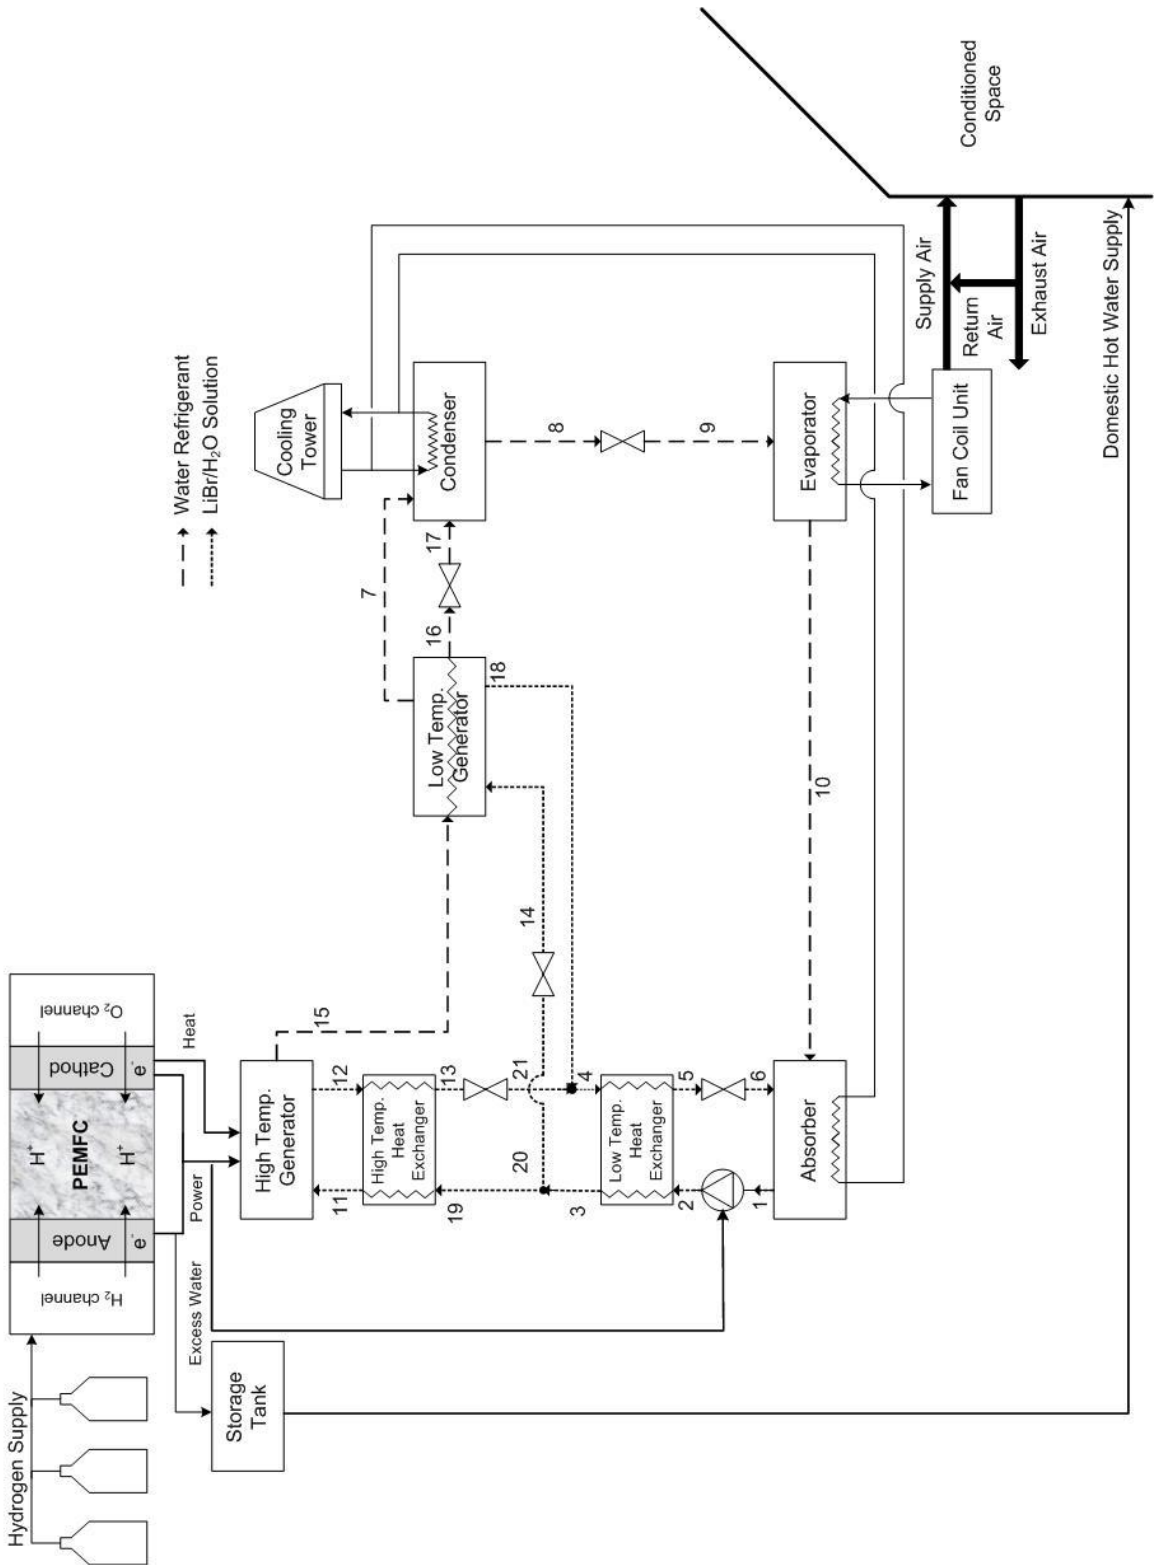 Hydrogen Supply
H2 channel
Anode
e-
H+
H+
PEMFC
Cathod
e-
O2 channel
Excess Water
Power
Heat
Storage
Tank
High Temp.
Generator
15
12
11
High Temp.
Heat
Exchanger
13
19
21
20
14
3
4
Low Temp.
Heat
Exchanger
2
5
1
6
Absorber
10
Low Temp.
Generator
18
16
17
7
Water Refrigerant
LiBr/H2O Solution
Cooling
Tower
Condenser
8
9
Evaporator
Fan Coil Unit
Supply Air
Return
Air
Exhaust Air
Domestic Hot Water Supply
Conditioned
Space